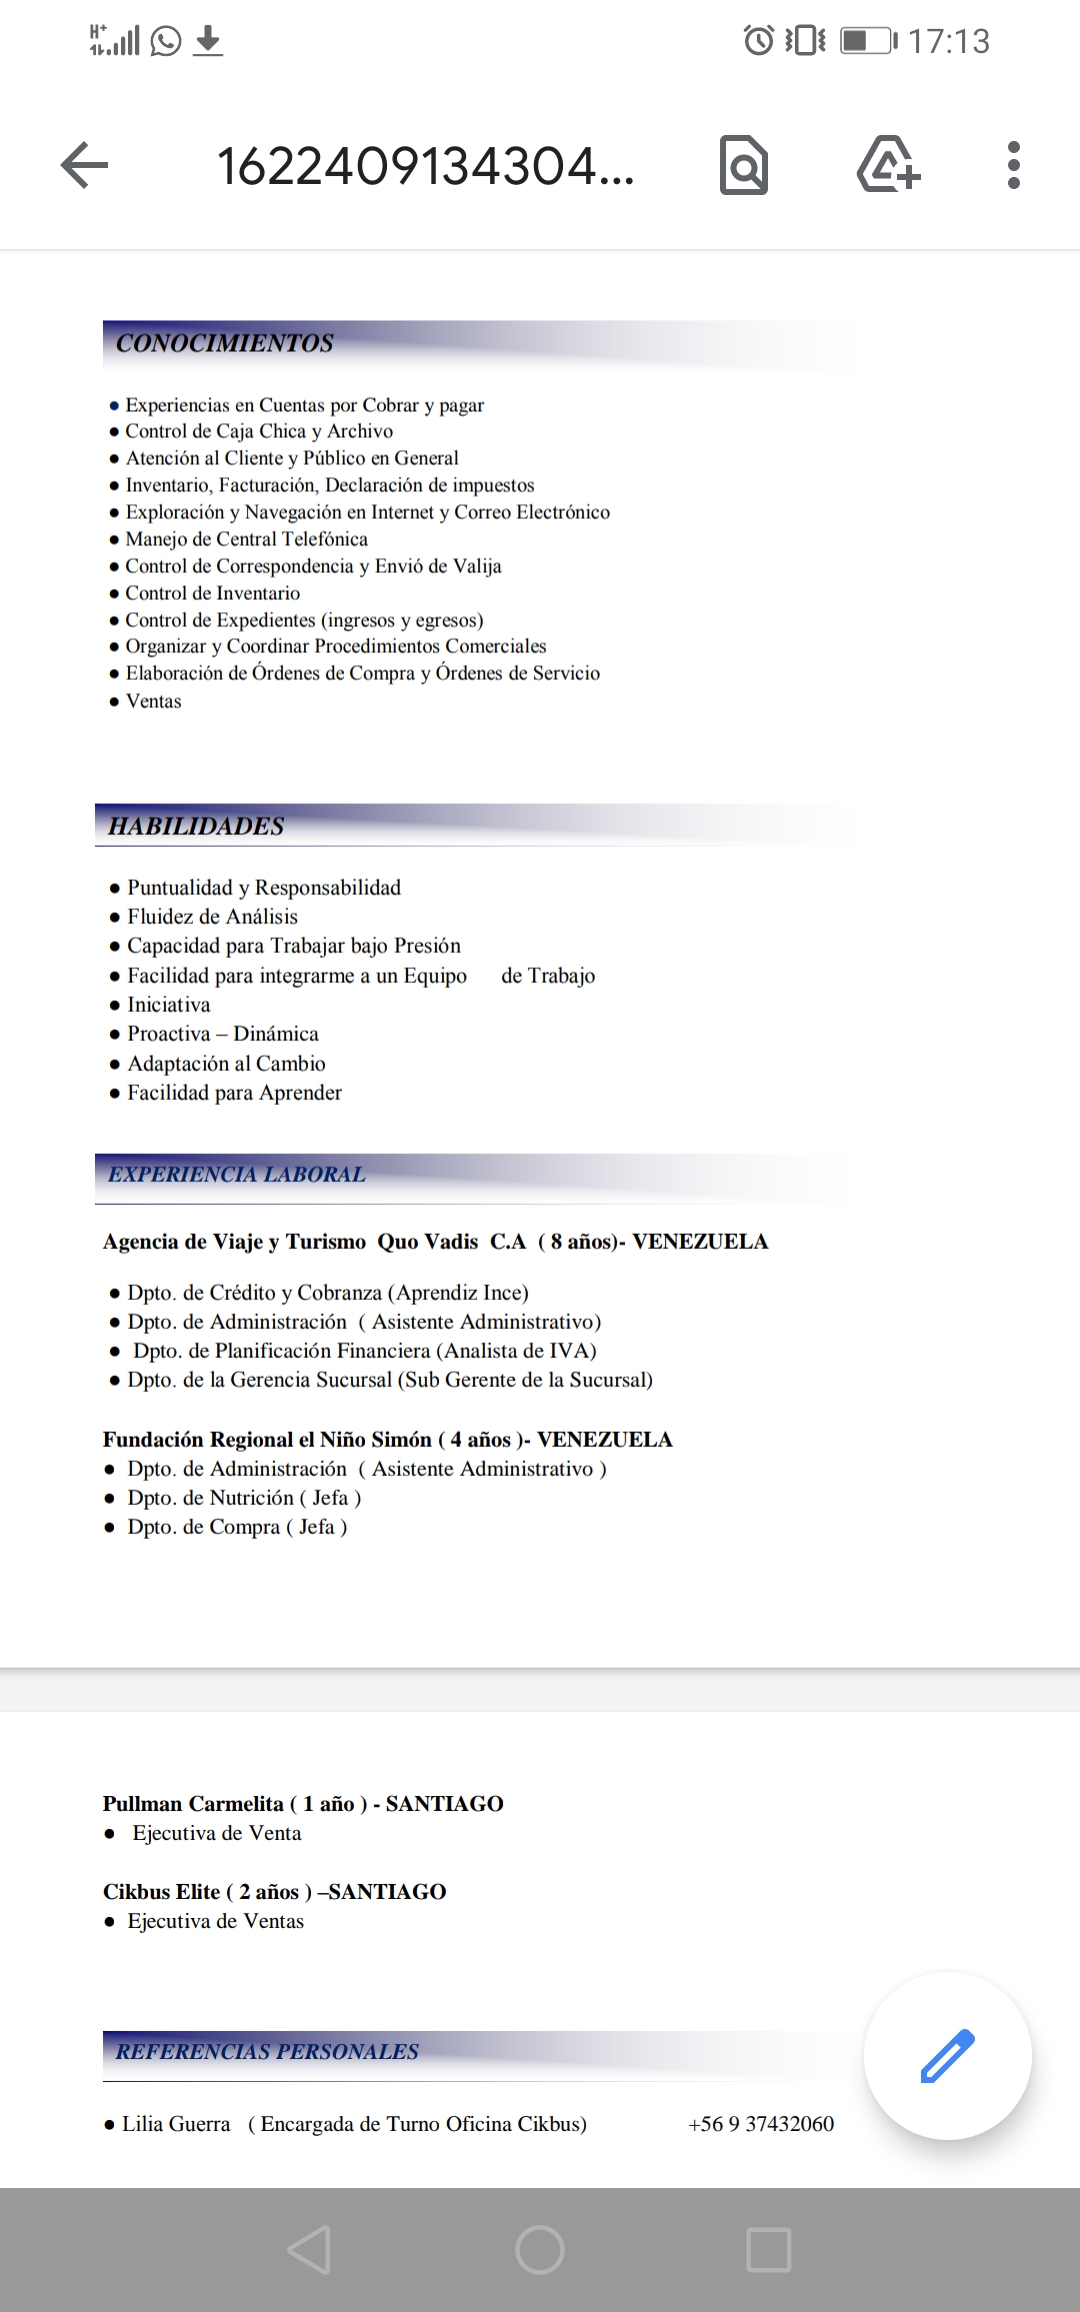 H+
17:13
1622409134304...
CONOCIMIENTOS
● Experiencias en Cuentas por Cobrar y pagar
● Control de Caja Chica y Archivo
● Atención al Cliente y Público en General
● Inventario, Facturación, Declaración de impuestos
● Exploración y Navegación en Internet y Correo Electrónico
● Manejo de Central Telefónica
● Control de Correspondencia y Envió de Valija
● Control de Inventario
● Control de Expedientes (ingresos y egresos)
● Organizar y Coordinar Procedimientos Comerciales
● Elaboración de Órdenes de Compra y Órdenes de Servicio
● Ventas
HABILIDADES
● Puntualidad y Responsabilidad
● Fluidez de Análisis
● Capacidad para Trabajar bajo Presión
● Facilidad para integrarme a un Equipo de Trabajo
● Iniciativa
● Proactiva – Dinámica
● Adaptación al Cambio
● Facilidad para Aprender
EXPERIENCIA LABORAL
Agencia de Viaje y Turismo Quo Vadis C.A ( 8 años)- VENEZUELA
● Dpto. de Crédito y Cobranza (Aprendiz Ince)
● Dpto. de Administración ( Asistente Administrativo)
● Dpto. de Planificación Financiera (Analista de IVA)
● Dpto. de la Gerencia Sucursal (Sub Gerente de la Sucursal)
Fundación Regional el Niño Simón ( 4 años )- VENEZUELA
● Dpto. de Administración ( Asistente Administrativo )
● Dpto. de Nutrición ( Jefa )
● Dpto. de Compra ( Jefa )
Pullman Carmelita ( 1 año ) - SANTIAGO
● Ejecutiva de Venta
Cikbus Elite ( 2 años ) –SANTIAGO
● Ejecutiva de Ventas
REFERENCIAS PERSONALES
● Lilia Guerra ( Encargada de Turno Oficina Cikbus) +56 9 37432060